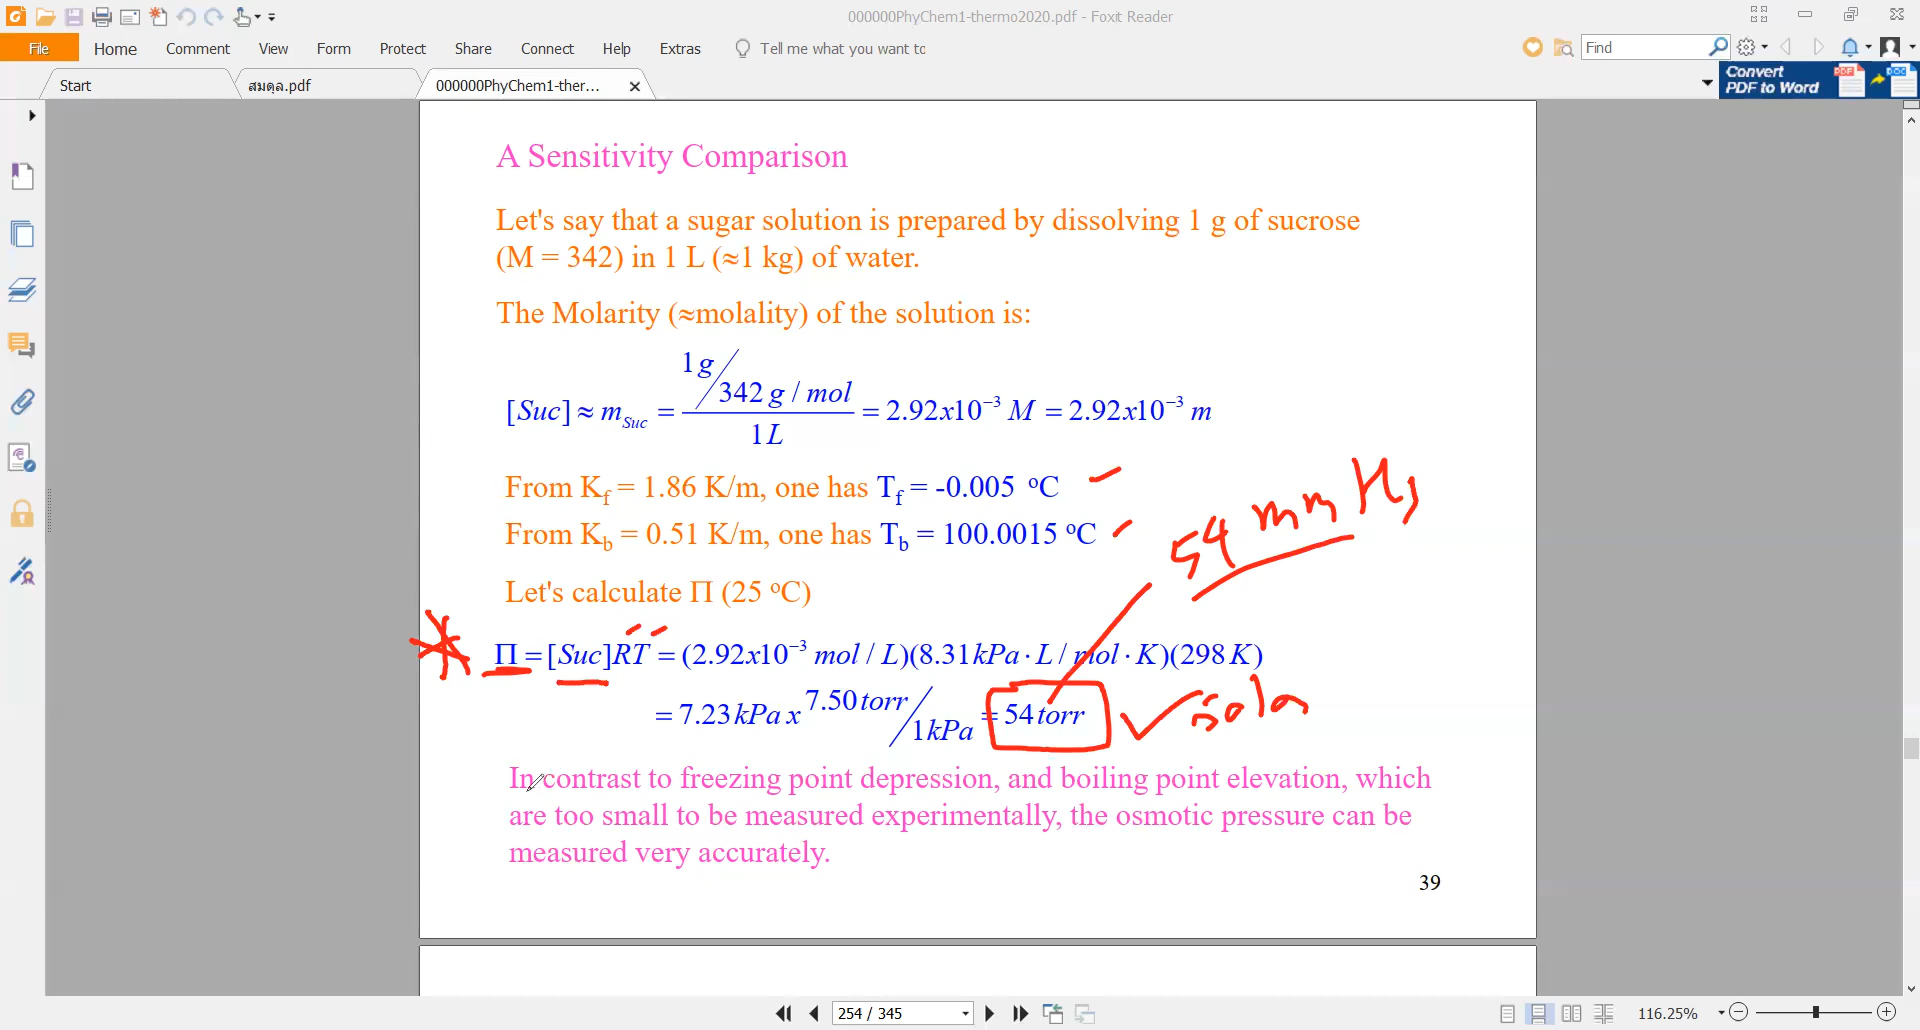 000000PhyChem1-thermo2020.pdf - Foxit Reader
File Home Comment View Form Protect Share Connect Help Extras Tell me what you want to
Find
Start สมดุล.pdf 000000PhyChem1-ther...
Convert
PDF to Word
A Sensitivity Comparison
Let's say that a sugar solution is prepared by dissolving 1 g of sucrose
(M = 342) in 1 L (≈1 kg) of water.
The Molarity (≈molality) of the solution is:
[Suc] ≈ m_Suc = (1 g / 342 g / mol) / 1 L = 2.92x10⁻³ M = 2.92x10⁻³ m
From K_f = 1.86 K/m, one has T_f = -0.005 °C
From K_b = 0.51 K/m, one has T_b = 100.0015 °C
54 mm Hg
Let's calculate Π (25 °C)
Π = [Suc]RT = (2.92x10⁻³ mol / L)(8.31 kPa · L / mol · K)(298 K)
= 7.23 kPa x 7.50 torr / 1 kPa = 54 torr
In contrast to freezing point depression, and boiling point elevation, which
are too small to be measured experimentally, the osmotic pressure can be
measured very accurately.
39
254 / 345
116.25%